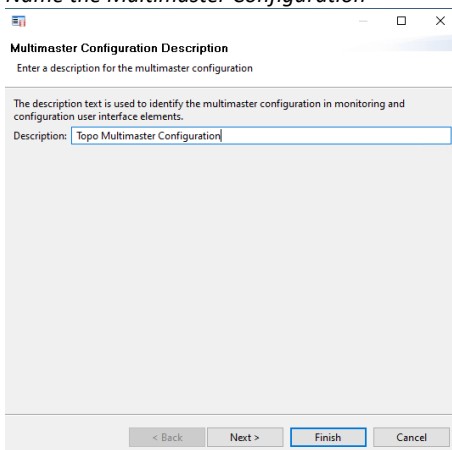 Name the Multimaster Configuration
Multimaster Configuration Description
Enter a description for the multimaster configuration
The description text is used to identify the multimaster configuration in monitoring and
configuration user interface elements.
Description: Topo Multimaster Configuration
< Back Next > Finish Cancel